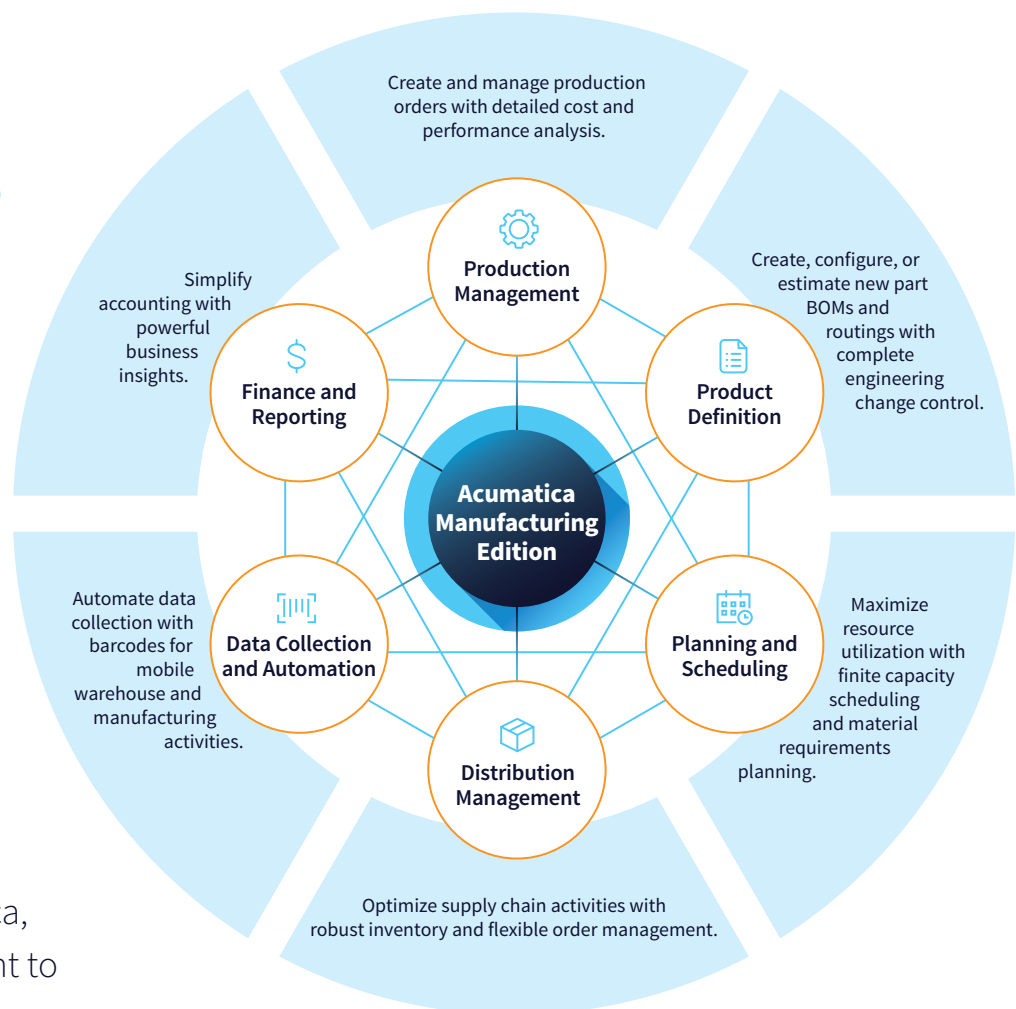 Create and manage production
orders with detailed cost and
performance analysis.
Production
Management
Create, configure, or
estimate new part
BOMs and
routings with
complete
engineering
change control.
Product
Definition
Maximize
resource
utilization with
finite capacity
scheduling
and material
requirements
planning.
Planning and
Scheduling
Optimize supply chain activities with
robust inventory and flexible order management.
Distribution
Management
Automate data
collection with
barcodes for
mobile
warehouse and
manufacturing
activities.
Data Collection
and Automation
Simplify
accounting with
powerful
business
insights.
Finance and
Reporting
Acumatica
Manufacturing
Edition
to